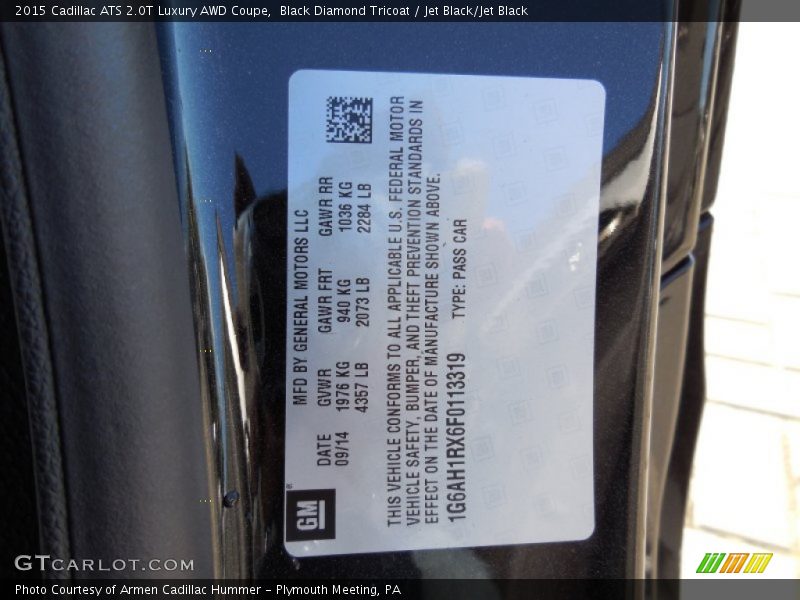 2015 Cadillac ATS 2.0T Luxury AWD Coupe,  Black Diamond Tricoat / Jet Black/Jet Black
MFD BY GENERAL MOTORS LLC
DATE GVWR GAWR FRT GAWR RR
09/14 1976 KG 940 KG 1036 KG
4357 LB 2073 LB 2284 LB
THIS VEHICLE CONFORMS TO ALL APPLICABLE U.S. FEDERAL MOTOR
VEHICLE SAFETY, BUMPER, AND THEFT PREVENTION STANDARDS IN
EFFECT ON THE DATE OF MANUFACTURE SHOWN ABOVE.
1G6AH1RX6F0113319 TYPE: PASS CAR
GM
GTCARLOT.COM
Photo Courtesy of Armen Cadillac Hummer - Plymouth Meeting, PA